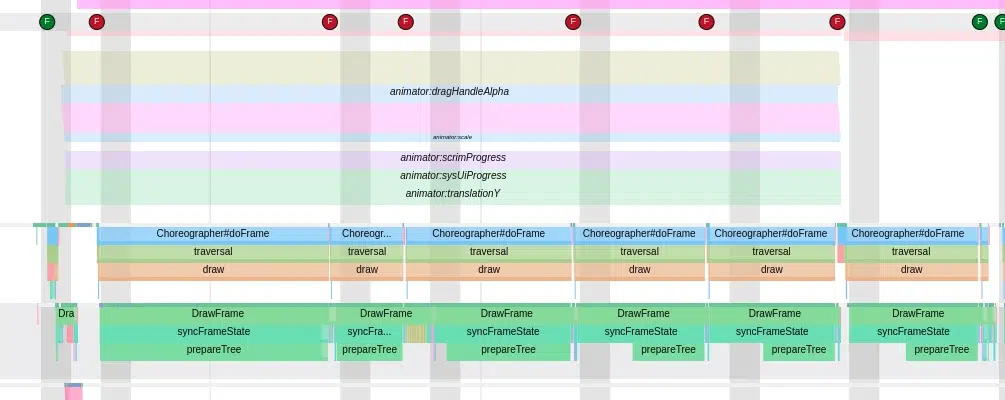 F F F F F F F F F
animator:dragHandleAlpha
animator:scale
animator:scrimProgress
animator:sysUiProgress
animator:translationY
Choreographer#doFrame Choreogr... Choreographer#doFrame Choreographer#doFrame Choreographer#doFrame Choreographer#doFrame
traversal traversal traversal traversal traversal traversal
draw draw draw draw draw draw
Dra DrawFrame DrawFrame DrawFrame DrawFrame DrawFrame DrawFrame
syncFrameState syncFra... syncFrameState syncFrameState syncFrameState syncFrameState
prepareTree prepareTree prepareTree prepareTree prepareTree prepareTree